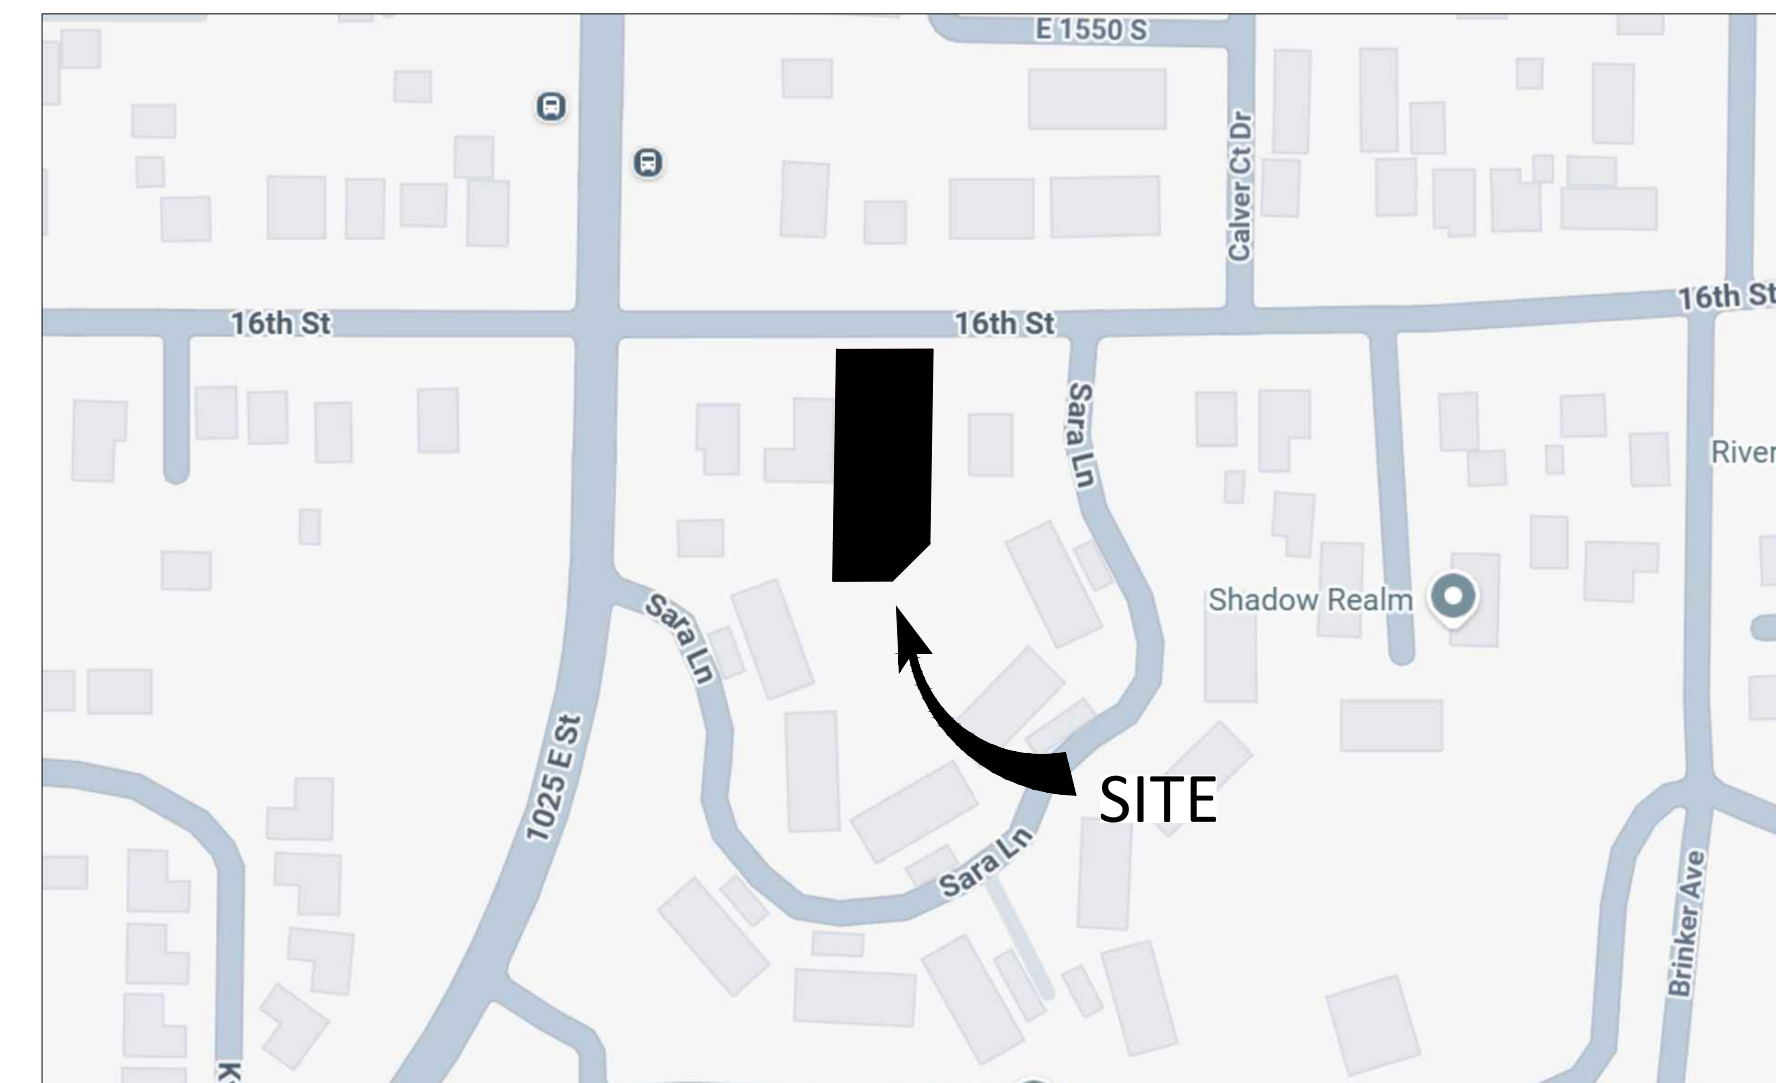 E 1550 S
Calver Ct Dr
16th St
16th St
16th St
Sara Ln
River
Shadow Realm
Sara Ln
1025 E St
SITE
Sara Ln
Brinker Ave